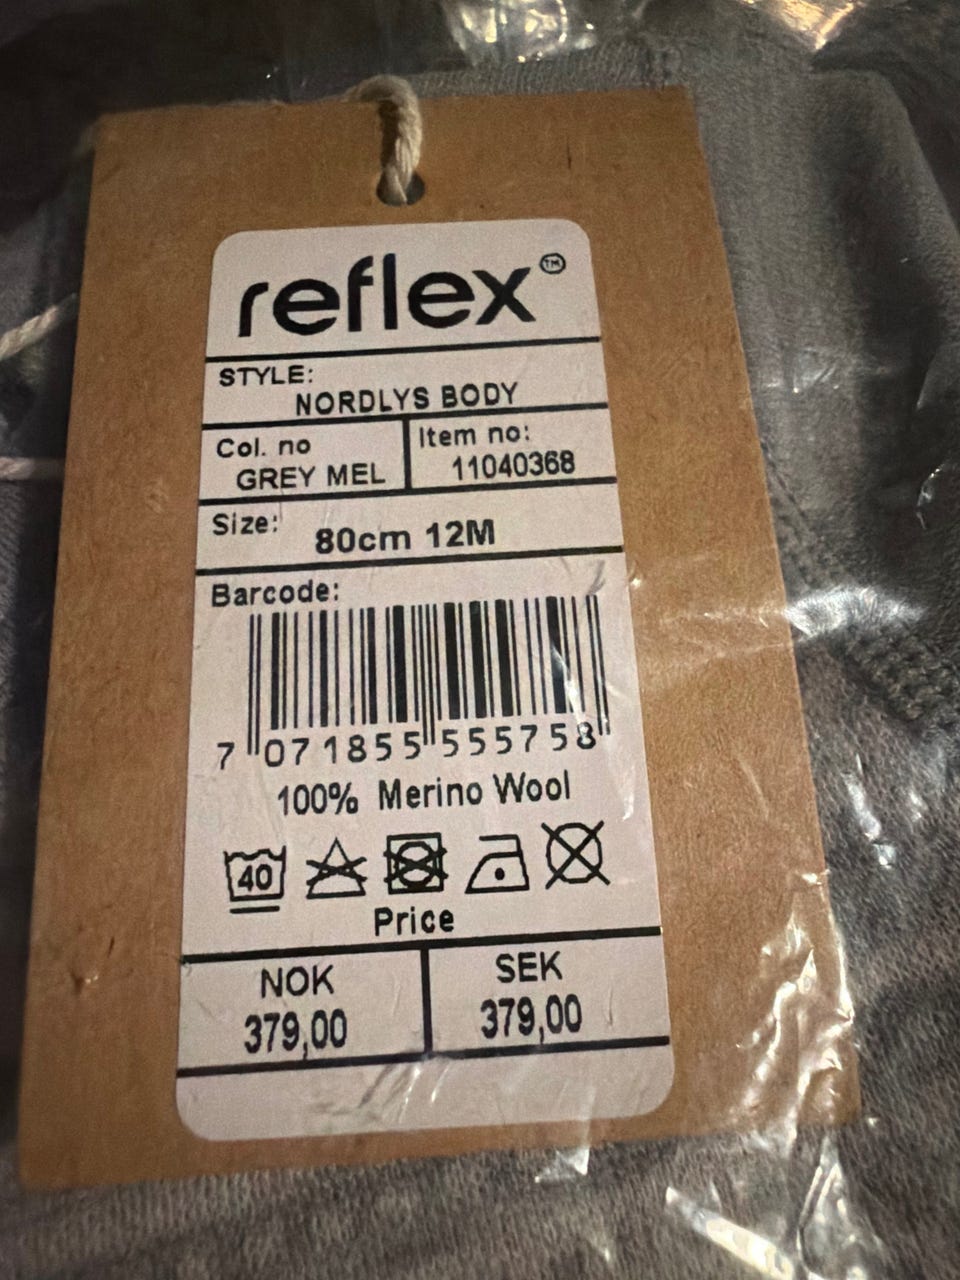 reflex™
STYLE:
NORDLYS BODY
Col. no
GREY MEL
Item no:
11040368
Size: 80cm 12M
Barcode:
7 071855 555758
100% Merino Wool
40
Price
NOK
379,00
SEK
379,00